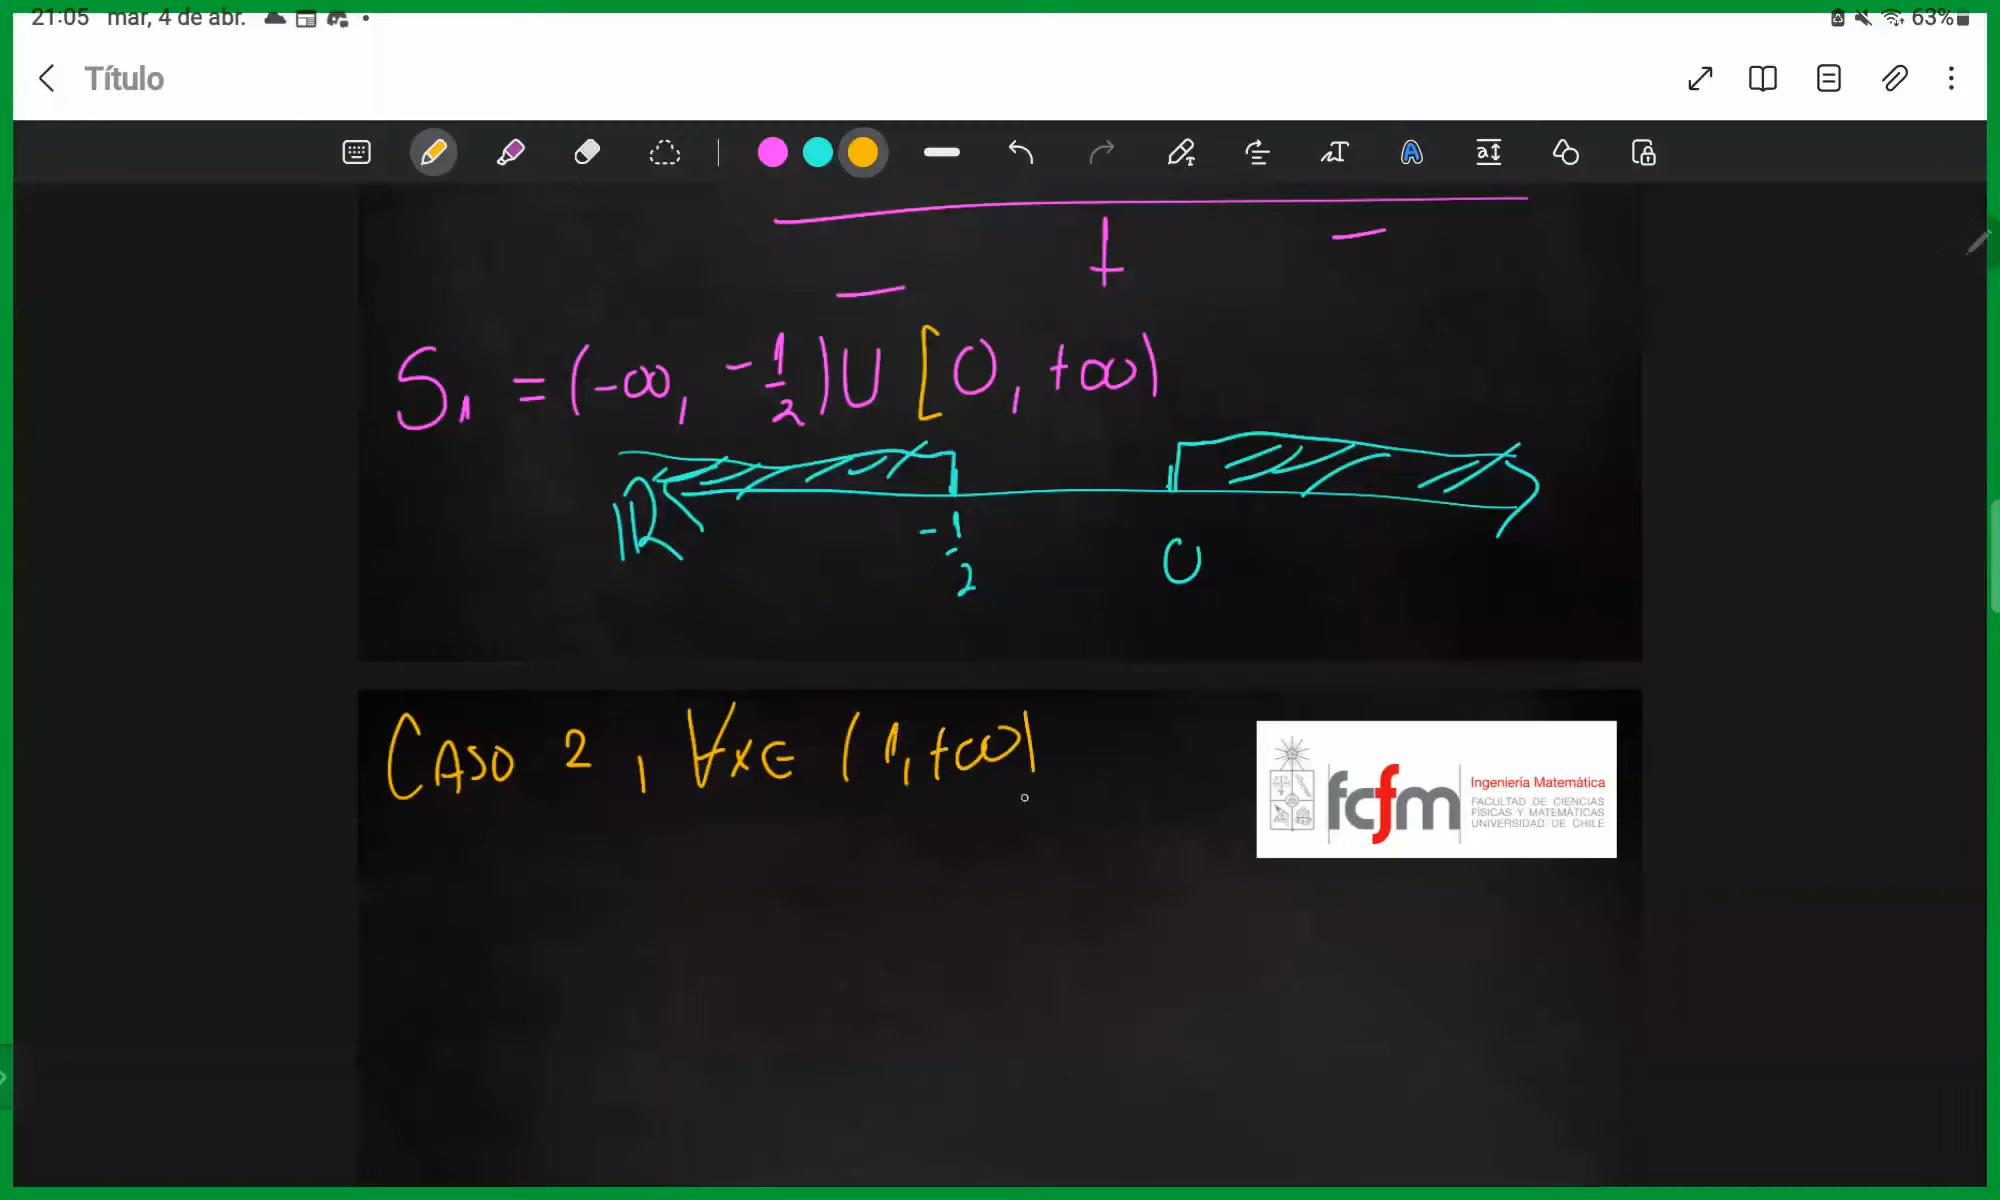 21:05 mar, 4 de abr. 63%
Título
+
—
—
S₁ = (-∞, -1/2) U [0, +∞)
IR
-1/2
0
CASO 2, ∀x∈ (1, +∞)
fcfm
Ingeniería Matemática
FACULTAD DE CIENCIAS
FÍSICAS Y MATEMÁTICAS
UNIVERSIDAD DE CHILE